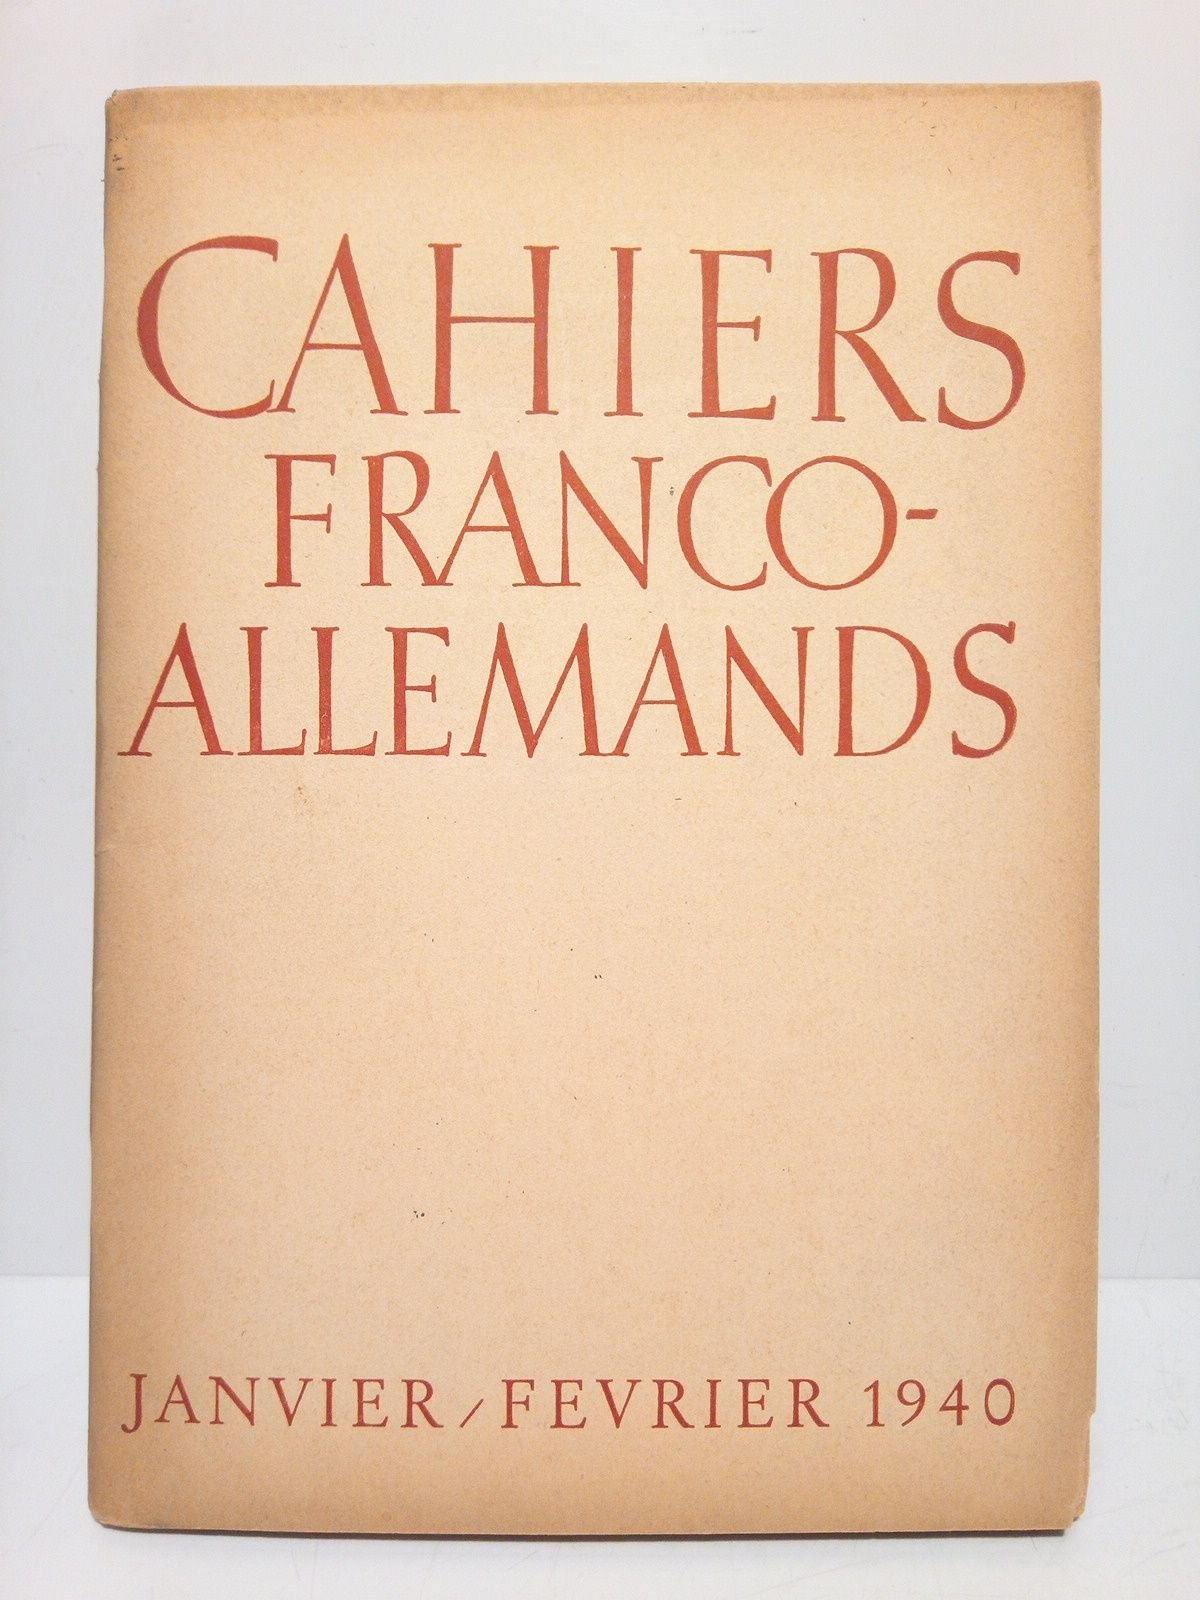 CAHIERS
FRANCO-
ALLEMANDS
JANVIER/FEVRIER 1940